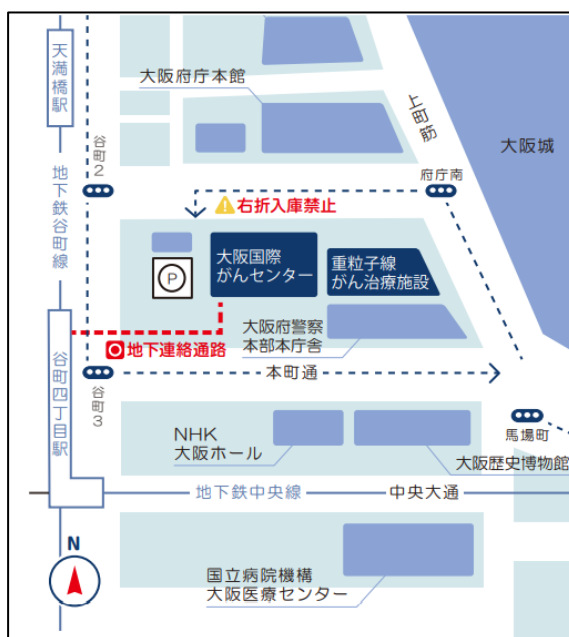 天満橋駅
大阪府庁本館
上町筋
大阪城
谷町2
地下鉄谷町線
府庁南
右折入庫禁止
大阪国際
がんセンター
重粒子線
がん治療施設
P
大阪府警察
本部本庁舎
地下連絡通路
谷町四丁目駅
谷町3
本町通
NHK
大阪ホール
馬場町
大阪歴史博物館
地下鉄中央線
中央大通
N
国立病院機構
大阪医療センター